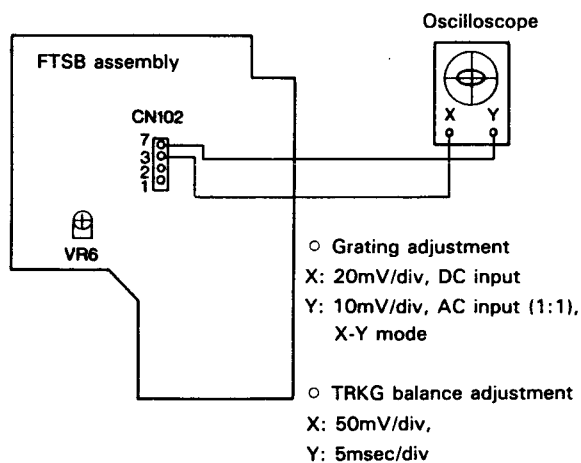 Oscilloscope
FTSB assembly
CN102
X Y
7
3
2
1
VR6
○ Grating adjustment
X: 20mV/div, DC input
Y: 10mV/div, AC input (1:1),
X-Y mode
○ TRKG balance adjustment
X: 50mV/div,
Y: 5msec/div